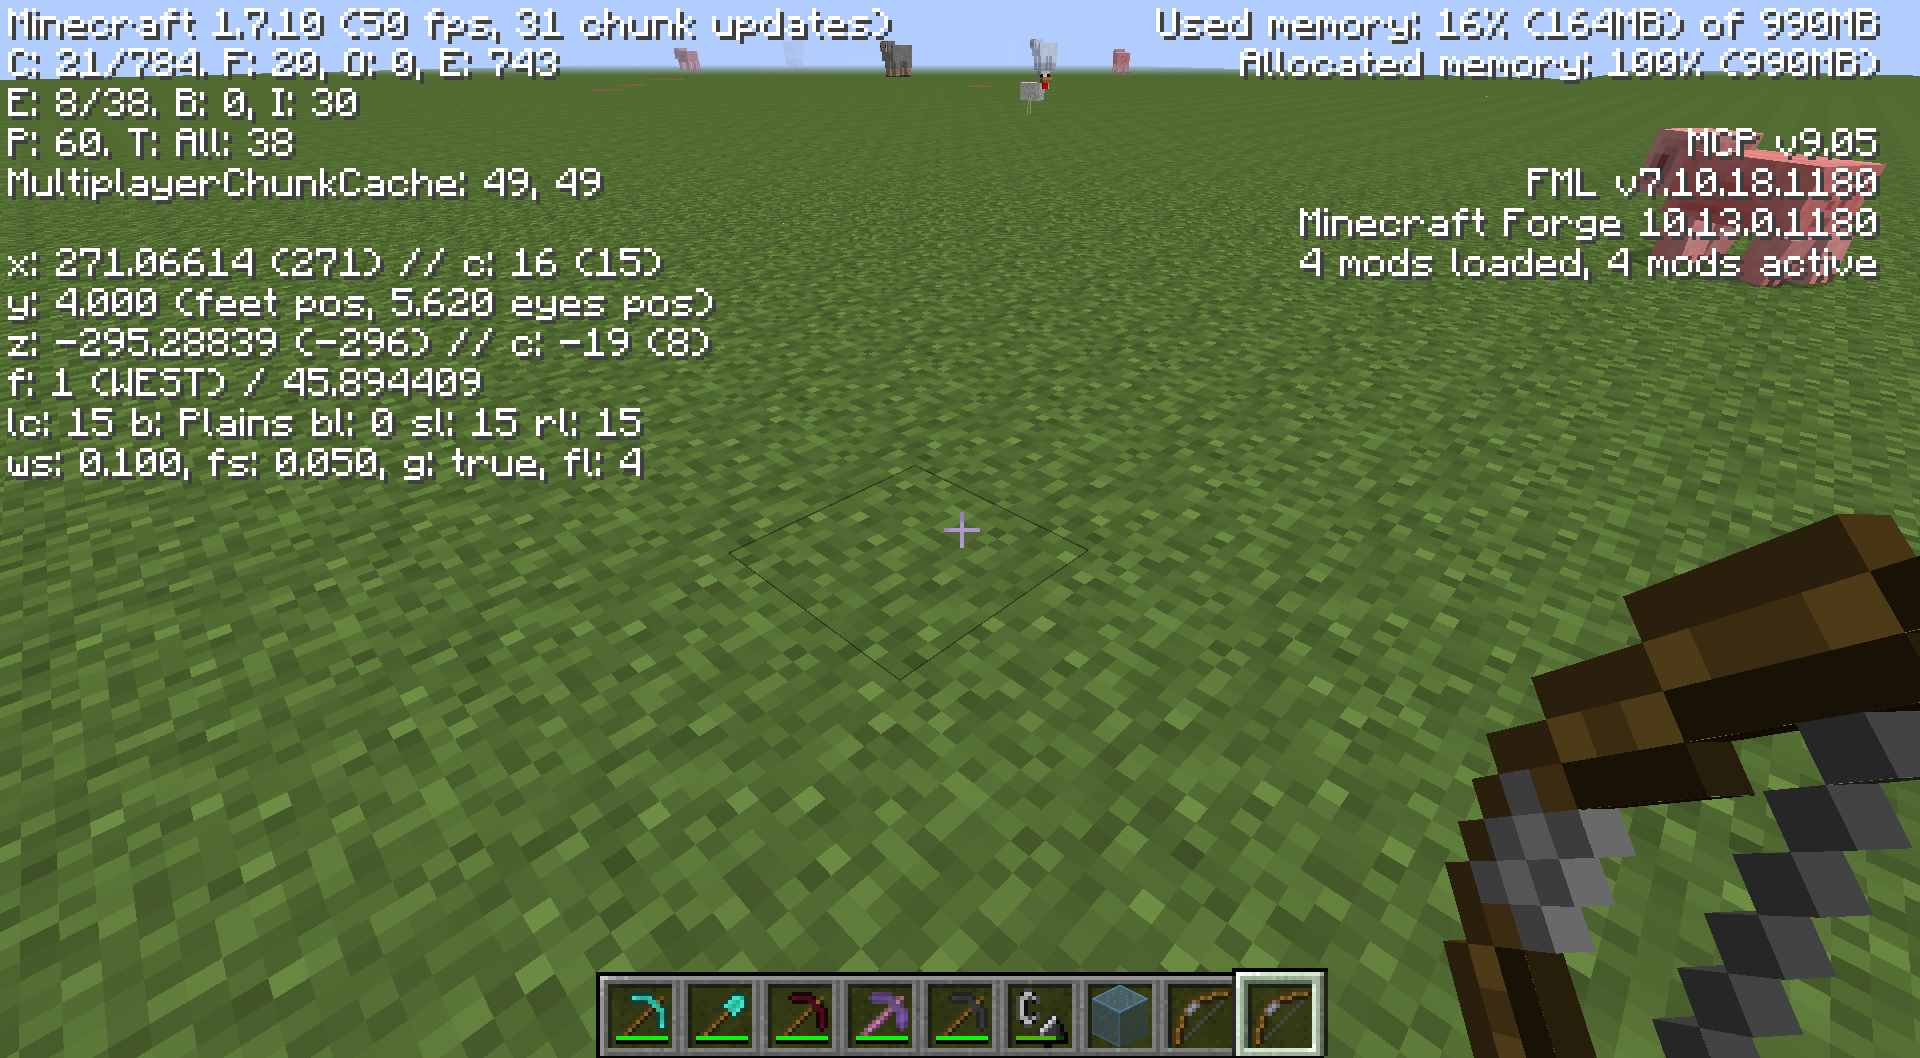 Minecraft 1.7.10 (50 fps, 31 chunk updates)
C: 21/784. F: 20, O: 0, E: 743
E: 8/38. B: 0, I: 30
P: 60. T: All: 38
MultiplayerChunkCache: 49, 49
x: 271.06614 (271) // c: 16 (15)
y: 4.000 (feet pos, 5.620 eyes pos)
z: -295.28839 (-296) // c: -19 (8)
f: 1 (WEST) / 45.894409
lc: 15 b: Plains bl: 0 sl: 15 rl: 15
ws: 0.100, fs: 0.050, g: true, fl: 4
Used memory: 16% (164MB) of 990MB
Allocated memory: 100% (990MB)
MCP v9.05
FML v7.10.18.1180
Minecraft Forge 10.13.0.1180
4 mods loaded, 4 mods active